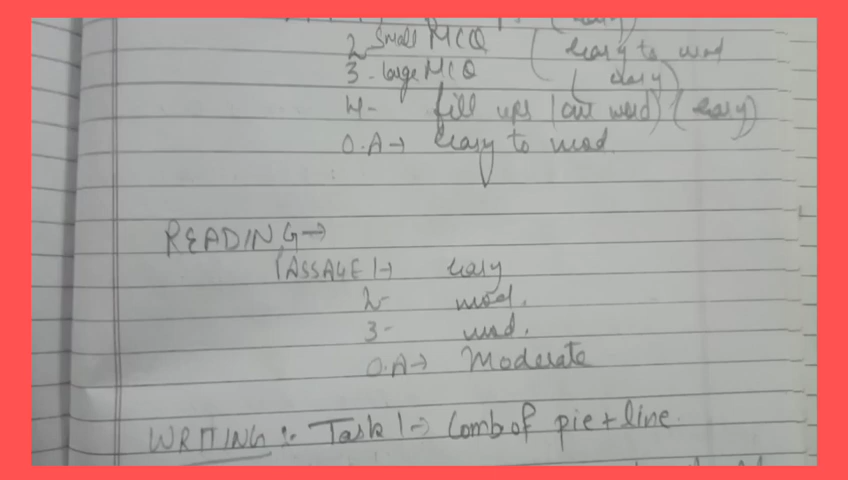 2 Small MCQ (easy to mod
3. large MCQ (easy)
4- fill ups (one word) (easy)
O.A→ Easy to mod
READING→
PASSAGE 1→ easy
2- mod.
3- mod.
O.A→ Moderate
WRITING :- Task 1→ Comb of pie + line.